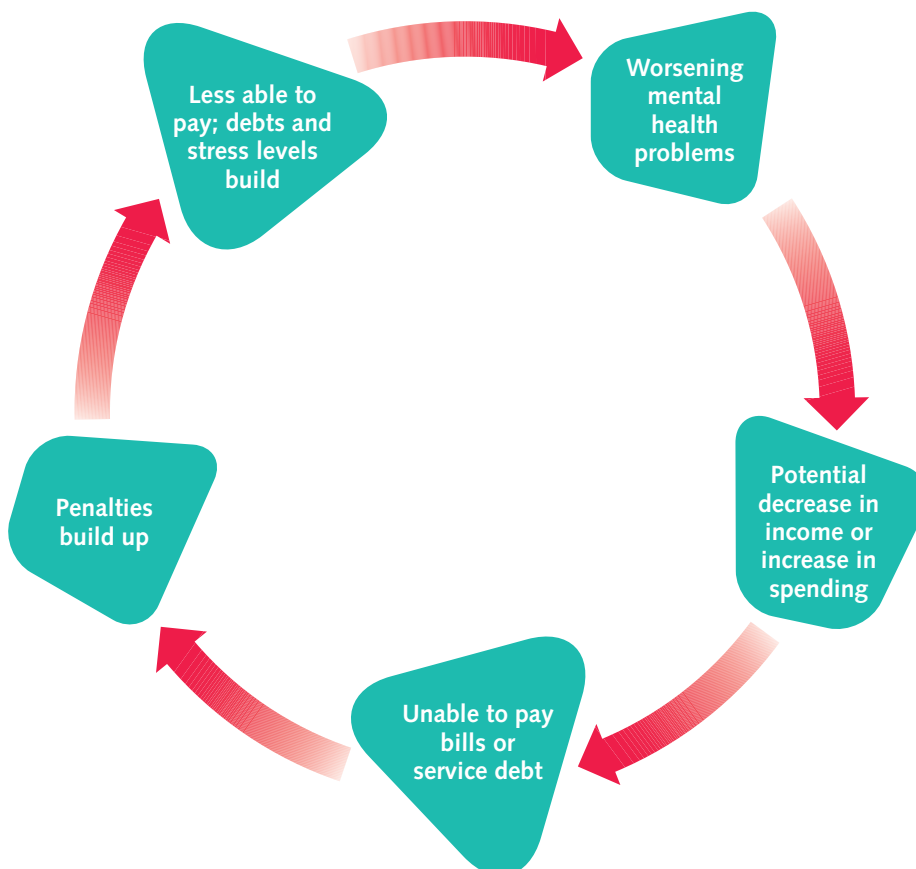 Less able to
pay; debts and
stress levels
build
Worsening
mental
health
problems
Potential
decrease in
income or
increase in
spending
Unable to pay
bills or
service debt
Penalties
build up